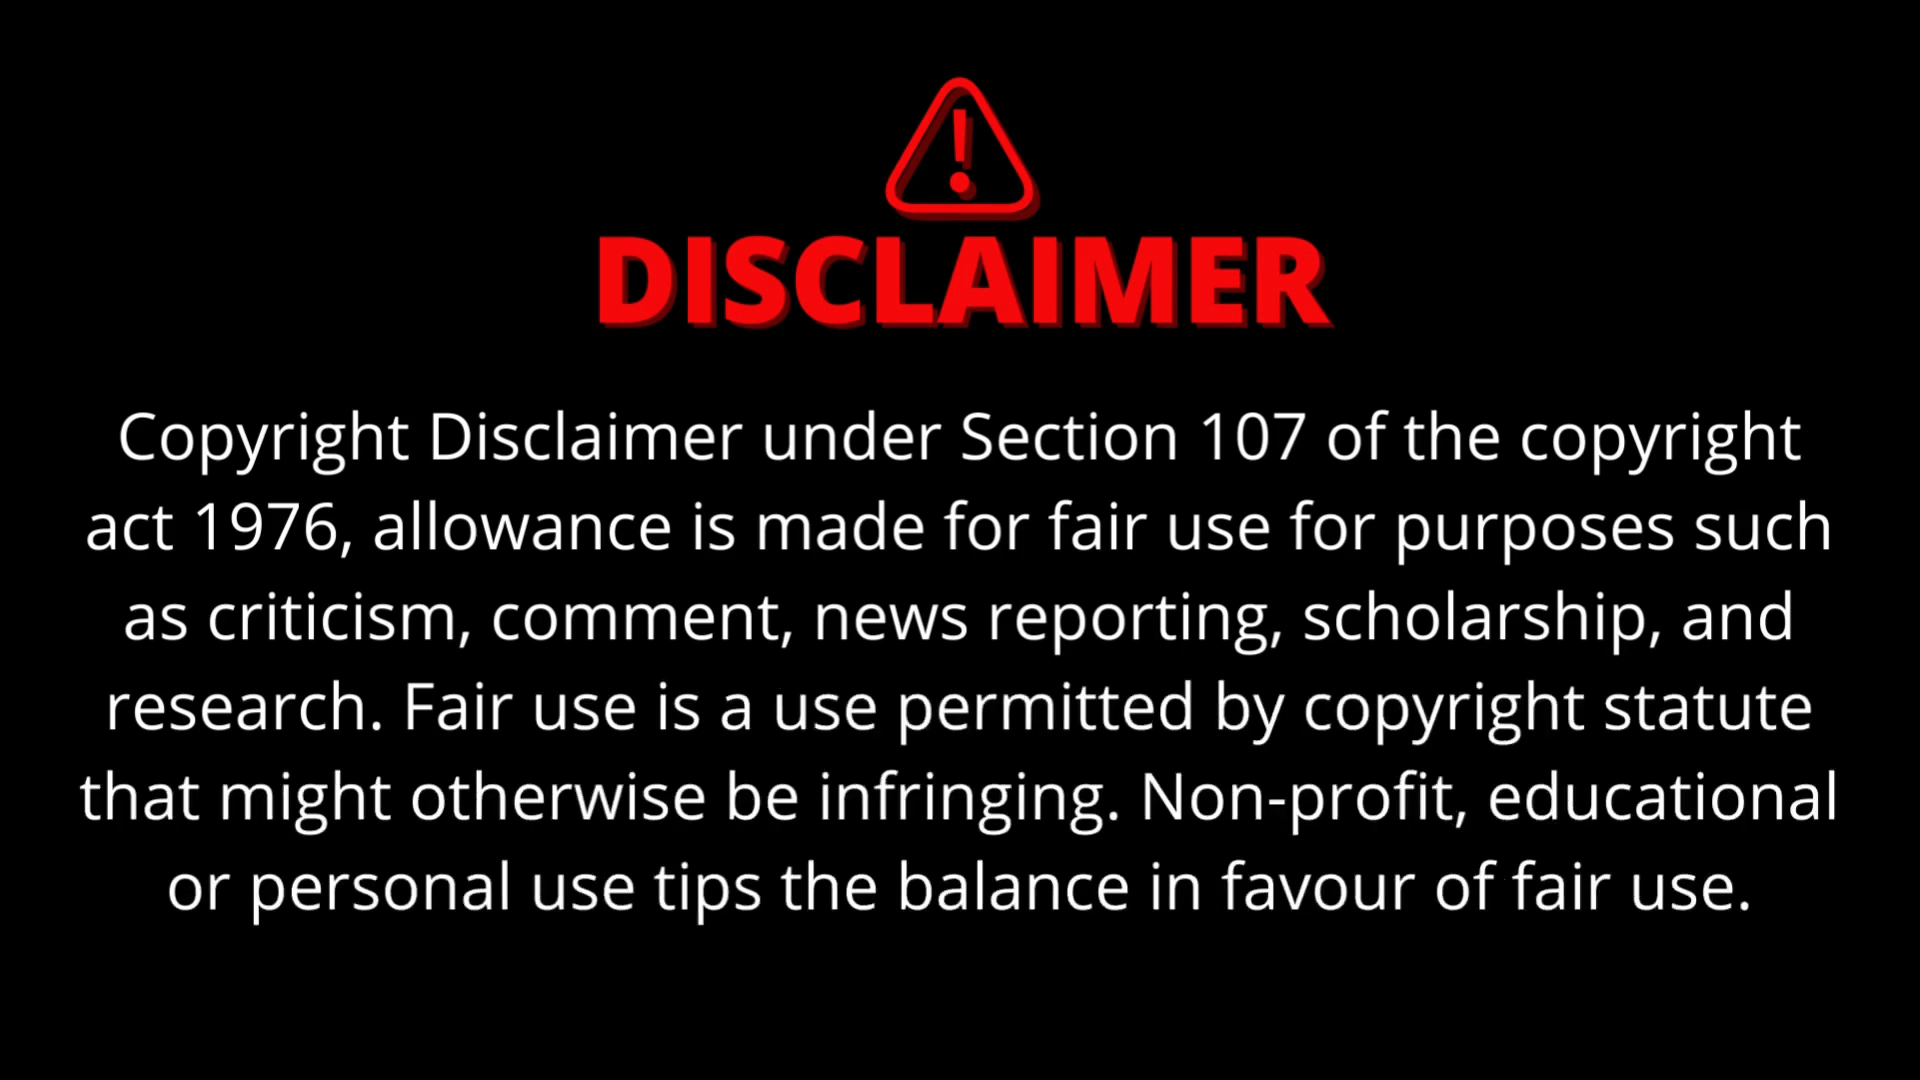 DISCLAIMER
Copyright Disclaimer under Section 107 of the copyright
act 1976, allowance is made for fair use for purposes such
as criticism, comment, news reporting, scholarship, and
research. Fair use is a use permitted by copyright statute
that might otherwise be infringing. Non-profit, educational
or personal use tips the balance in favour of fair use.